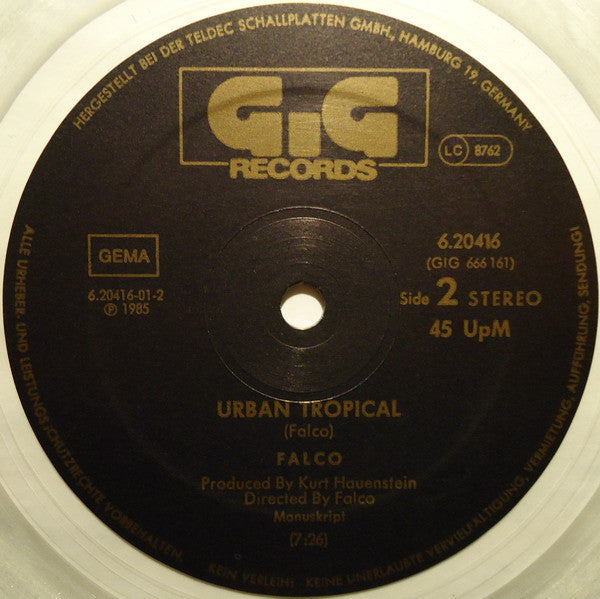 HERGESTELLT BEI DER TELDEC SCHALLPLATTEN GMBH, HAMBURG 19, GERMANY
GiG
RECORDS
LC 8762
GEMA
6.20416-01-2
℗ 1985
6.20416
(GIG 666 161)
Side 2 STEREO
45 UpM
URBAN TROPICAL
(Falco)
FALCO
Produced By Kurt Hauenstein
Directed By Falco
Manuskript
(7:26)
ALLE URHEBER- UND LEISTUNGSSCHUTZRECHTE VORBEHALTEN.
KEIN VERLEIH! - KEINE UNERLAUBTE VERVIELFÄLTIGUNG, VERMIETUNG, AUFFÜHRUNG, SENDUNG!